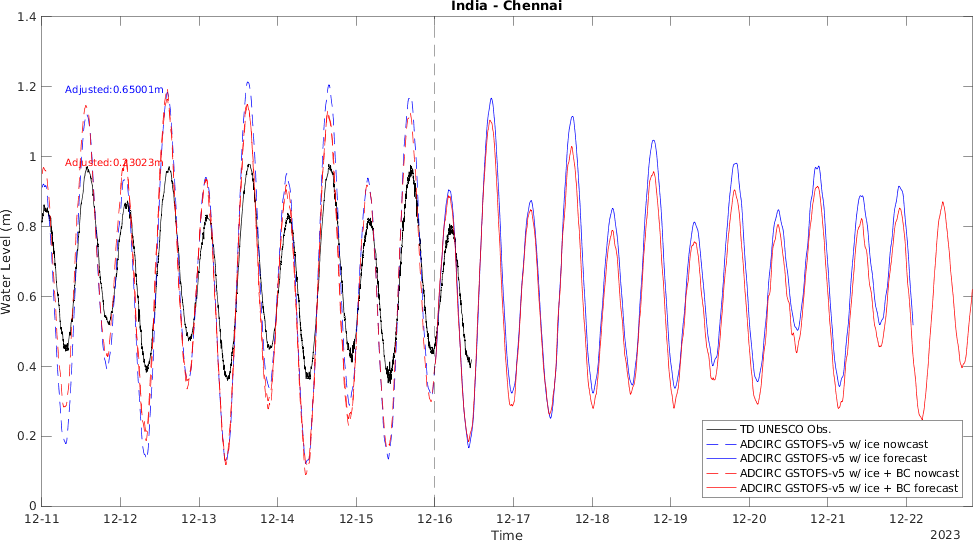 India - Chennai
1.4
1.2
1
0.8
0.6
0.4
0.2
0
Water Level (m)
Adjusted:0.65001m
Adjusted:0.23023m
12-11 12-12 12-13 12-14 12-15 12-16 12-17 12-18 12-19 12-20 12-21 12-22
Time
2023
TD UNESCO Obs.
ADCIRC GSTOFS-v5 w/ ice nowcast
ADCIRC GSTOFS-v5 w/ ice forecast
ADCIRC GSTOFS-v5 w/ ice + BC nowcast
ADCIRC GSTOFS-v5 w/ ice + BC forecast